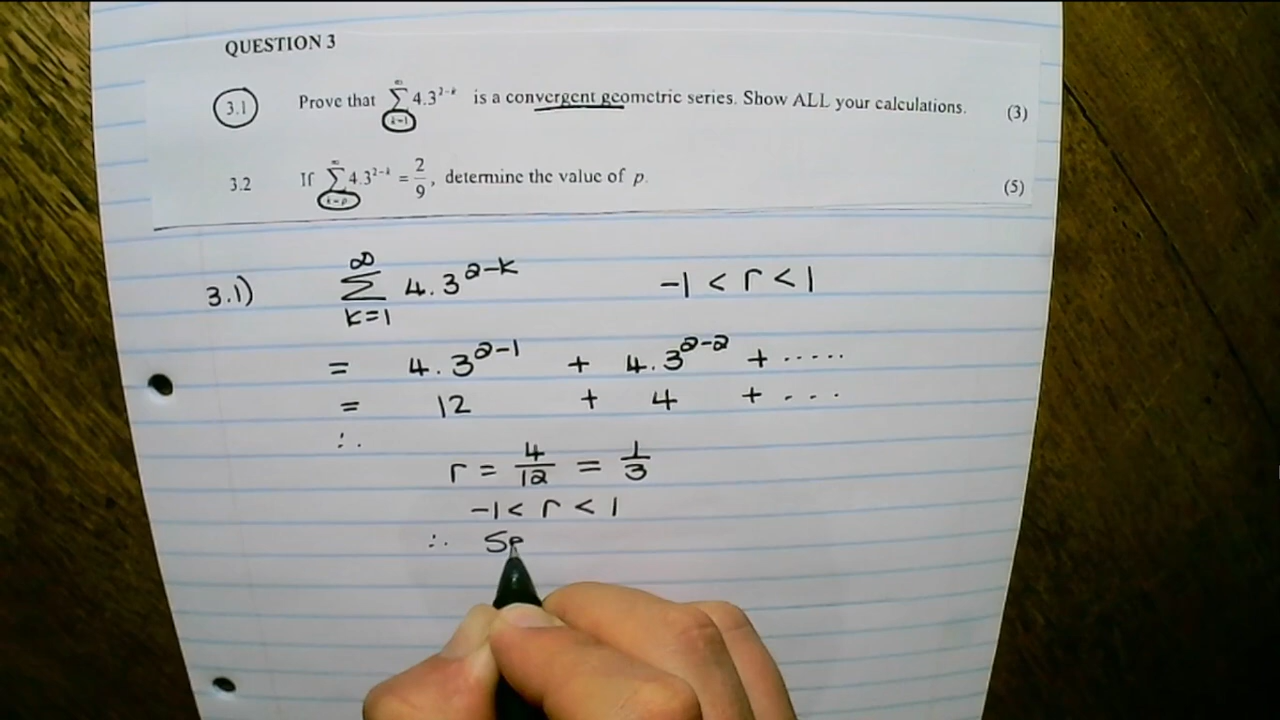 QUESTION 3
3.1 Prove that ∞ Σ k=1 4.3^{2-k} is a convergent geometric series. Show ALL your calculations. (3)
3.2 If ∞ Σ k=p 4.3^{2-k} = 2/9, determine the value of p. (5)
3.1) ∞ Σ k=1 4.3^{2-k} -1 < r < 1
= 4.3^{2-1} + 4.3^{2-2} + .....
= 12 + 4 + ...
∴
r = 4/12 = 1/3
-1 < r < 1
∴ Se